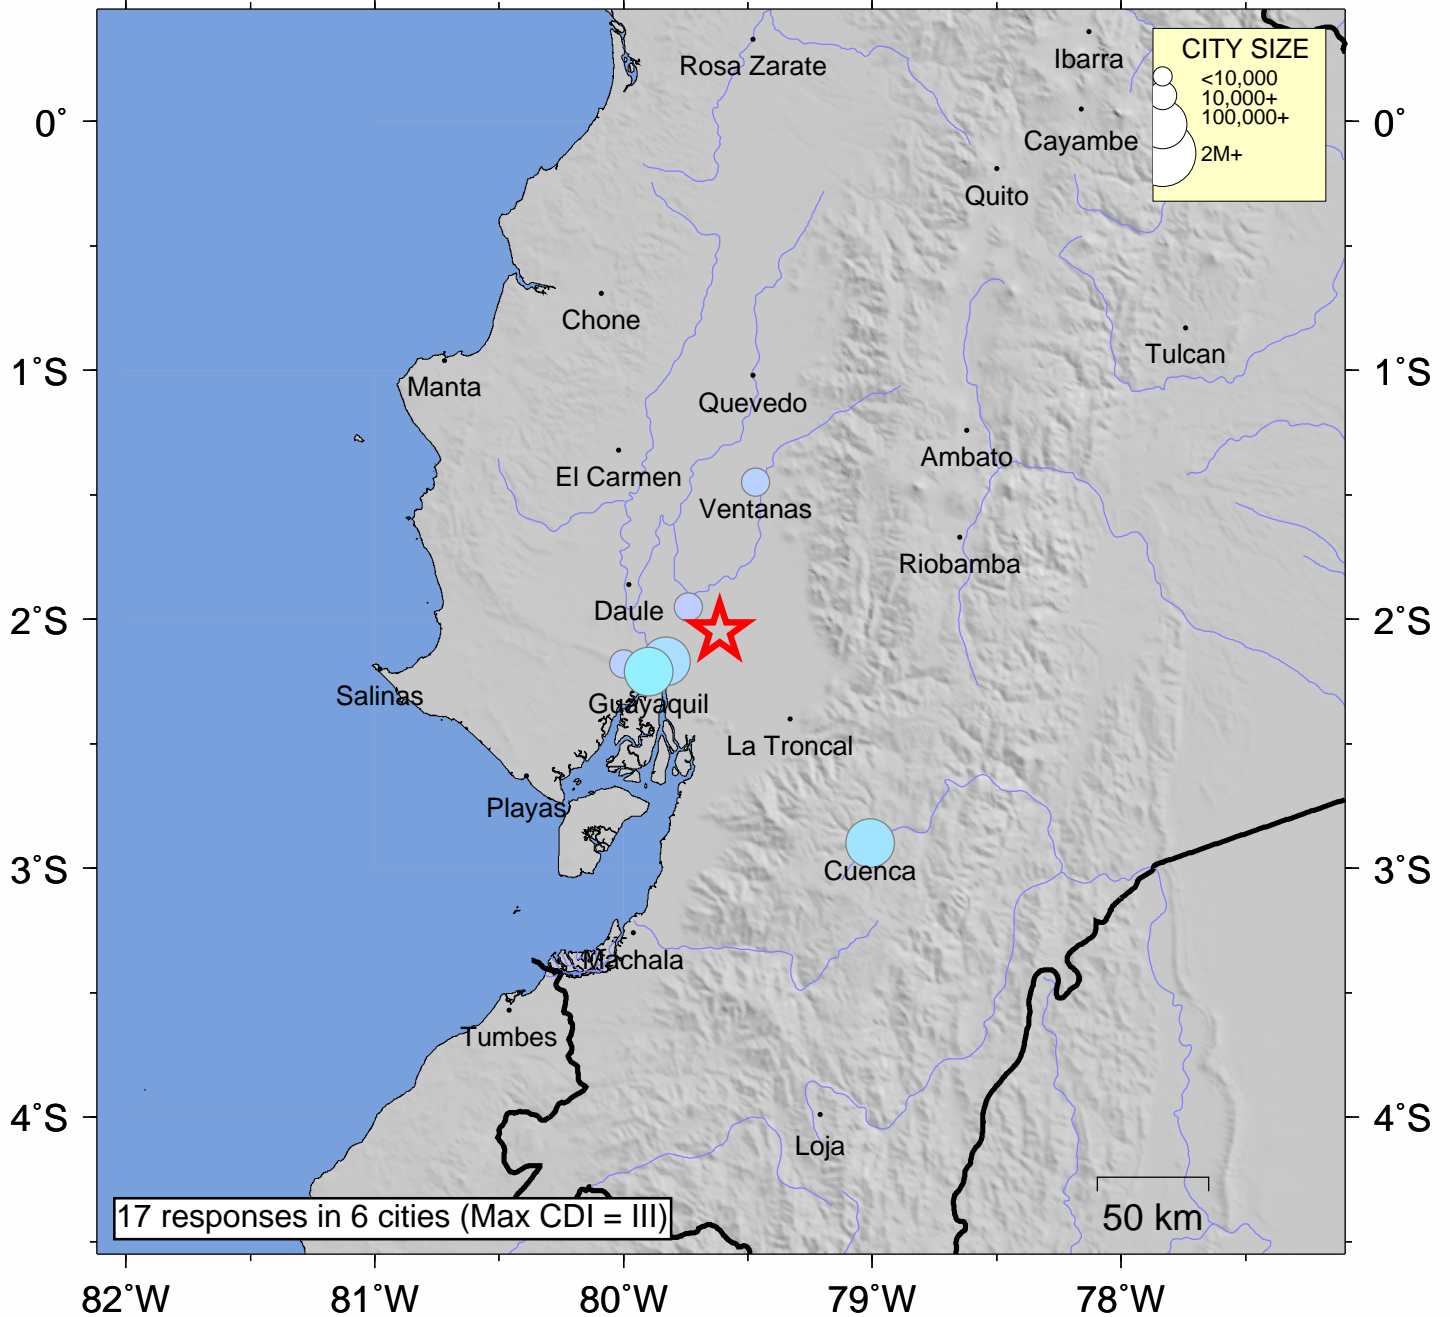 Rosa Zarate
Ibarra
CITY SIZE
<10,000
10,000+
100,000+
2M+
0°
0°
Cayambe
Quito
Chone
Tulcan
1°S
1°S
Manta
Quevedo
Ambato
El Carmen
Ventanas
Riobamba
Daule
2°S
2°S
Salinas
Guayaquil
La Troncal
Playas
3°S
3°S
Cuenca
Machala
Tumbes
4°S
4°S
Loja
17 responses in 6 cities (Max CDI = III)
50 km
82°W
81°W
80°W
79°W
78°W